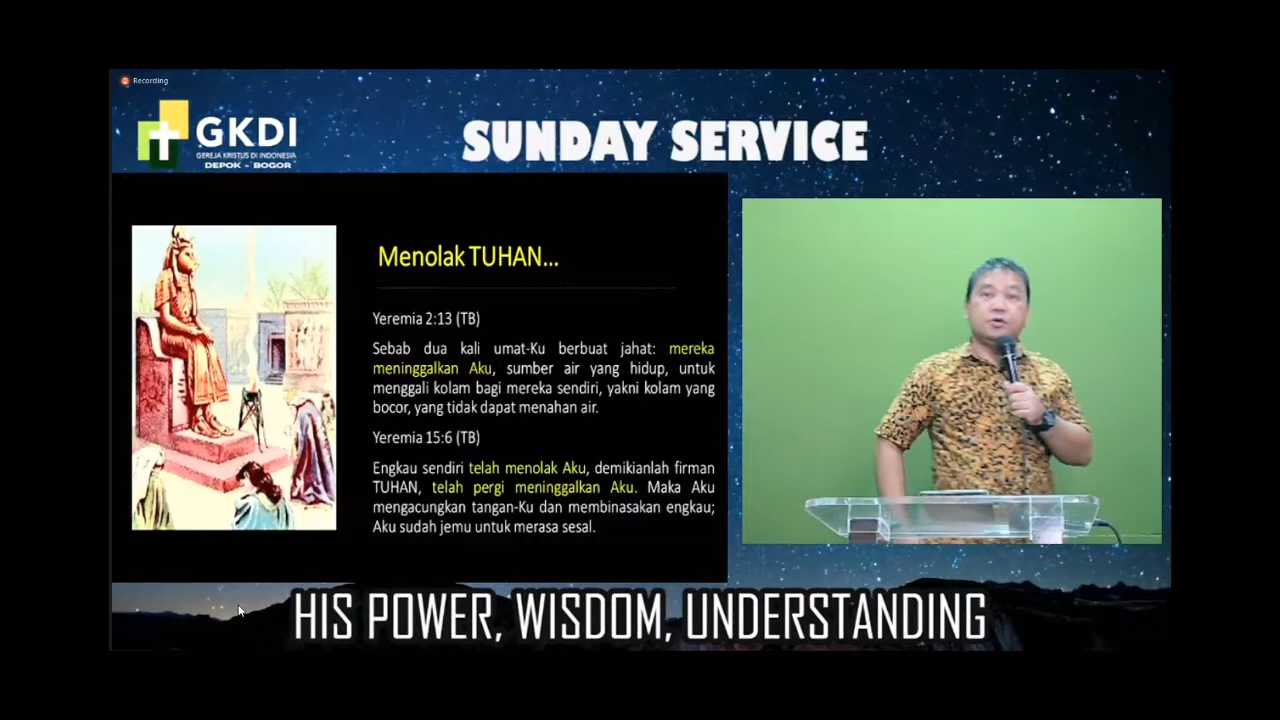 Recording
GKDI
GEREJA KRISTUS DI INDONESIA
DEPOK - BOGOR
SUNDAY SERVICE
Menolak TUHAN...
Yeremia 2:13 (TB)
Sebab dua kali umat-Ku berbuat jahat: mereka
meninggalkan Aku, sumber air yang hidup, untuk
menggali kolam bagi mereka sendiri, yakni kolam yang
bocor, yang tidak dapat menahan air.
Yeremia 15:6 (TB)
Engkau sendiri telah menolak Aku, demikianlah firman
TUHAN, telah pergi meninggalkan Aku. Maka Aku
mengacungkan tangan-Ku dan membinasakan engkau;
Aku sudah jemu untuk merasa sesal.
HIS POWER, WISDOM, UNDERSTANDING